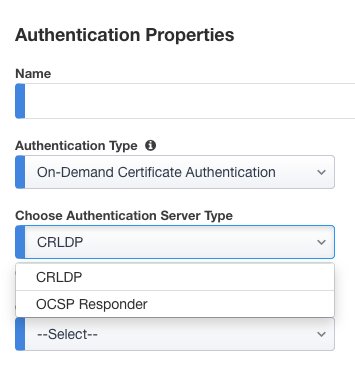 Authentication Properties
Name
Authentication Type
On-Demand Certificate Authentication
Choose Authentication Server Type
CRLDP
CRLDP
OCSP Responder
--Select--